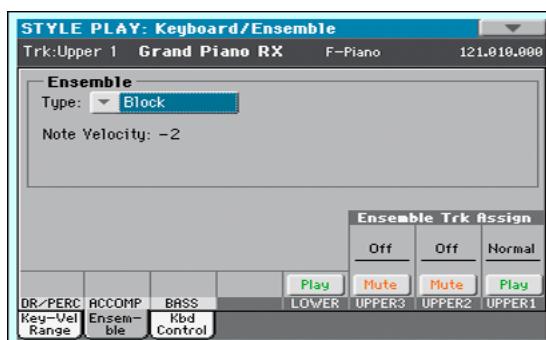 STYLE PLAY: Keyboard/Ensemble
Trk:Upper 1 Grand Piano RX F-Piano 121.010.000
Ensemble
Type: Block
Note Velocity: -2
Ensemble Trk Assign
Off Off Normal
Play Mute Mute Play
DR/PERC ACCOMP BASS LOWER UPPER3 UPPER2 UPPER1
Key-Vel Ensem- Kbd
Range ble Control